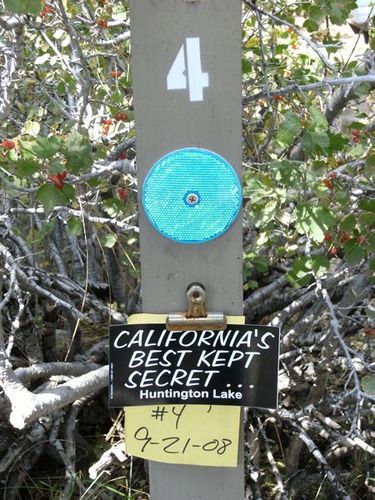 4
CALIFORNIA'S
BEST KEPT
SECRET ...
Huntington Lake
#4
9-21-08